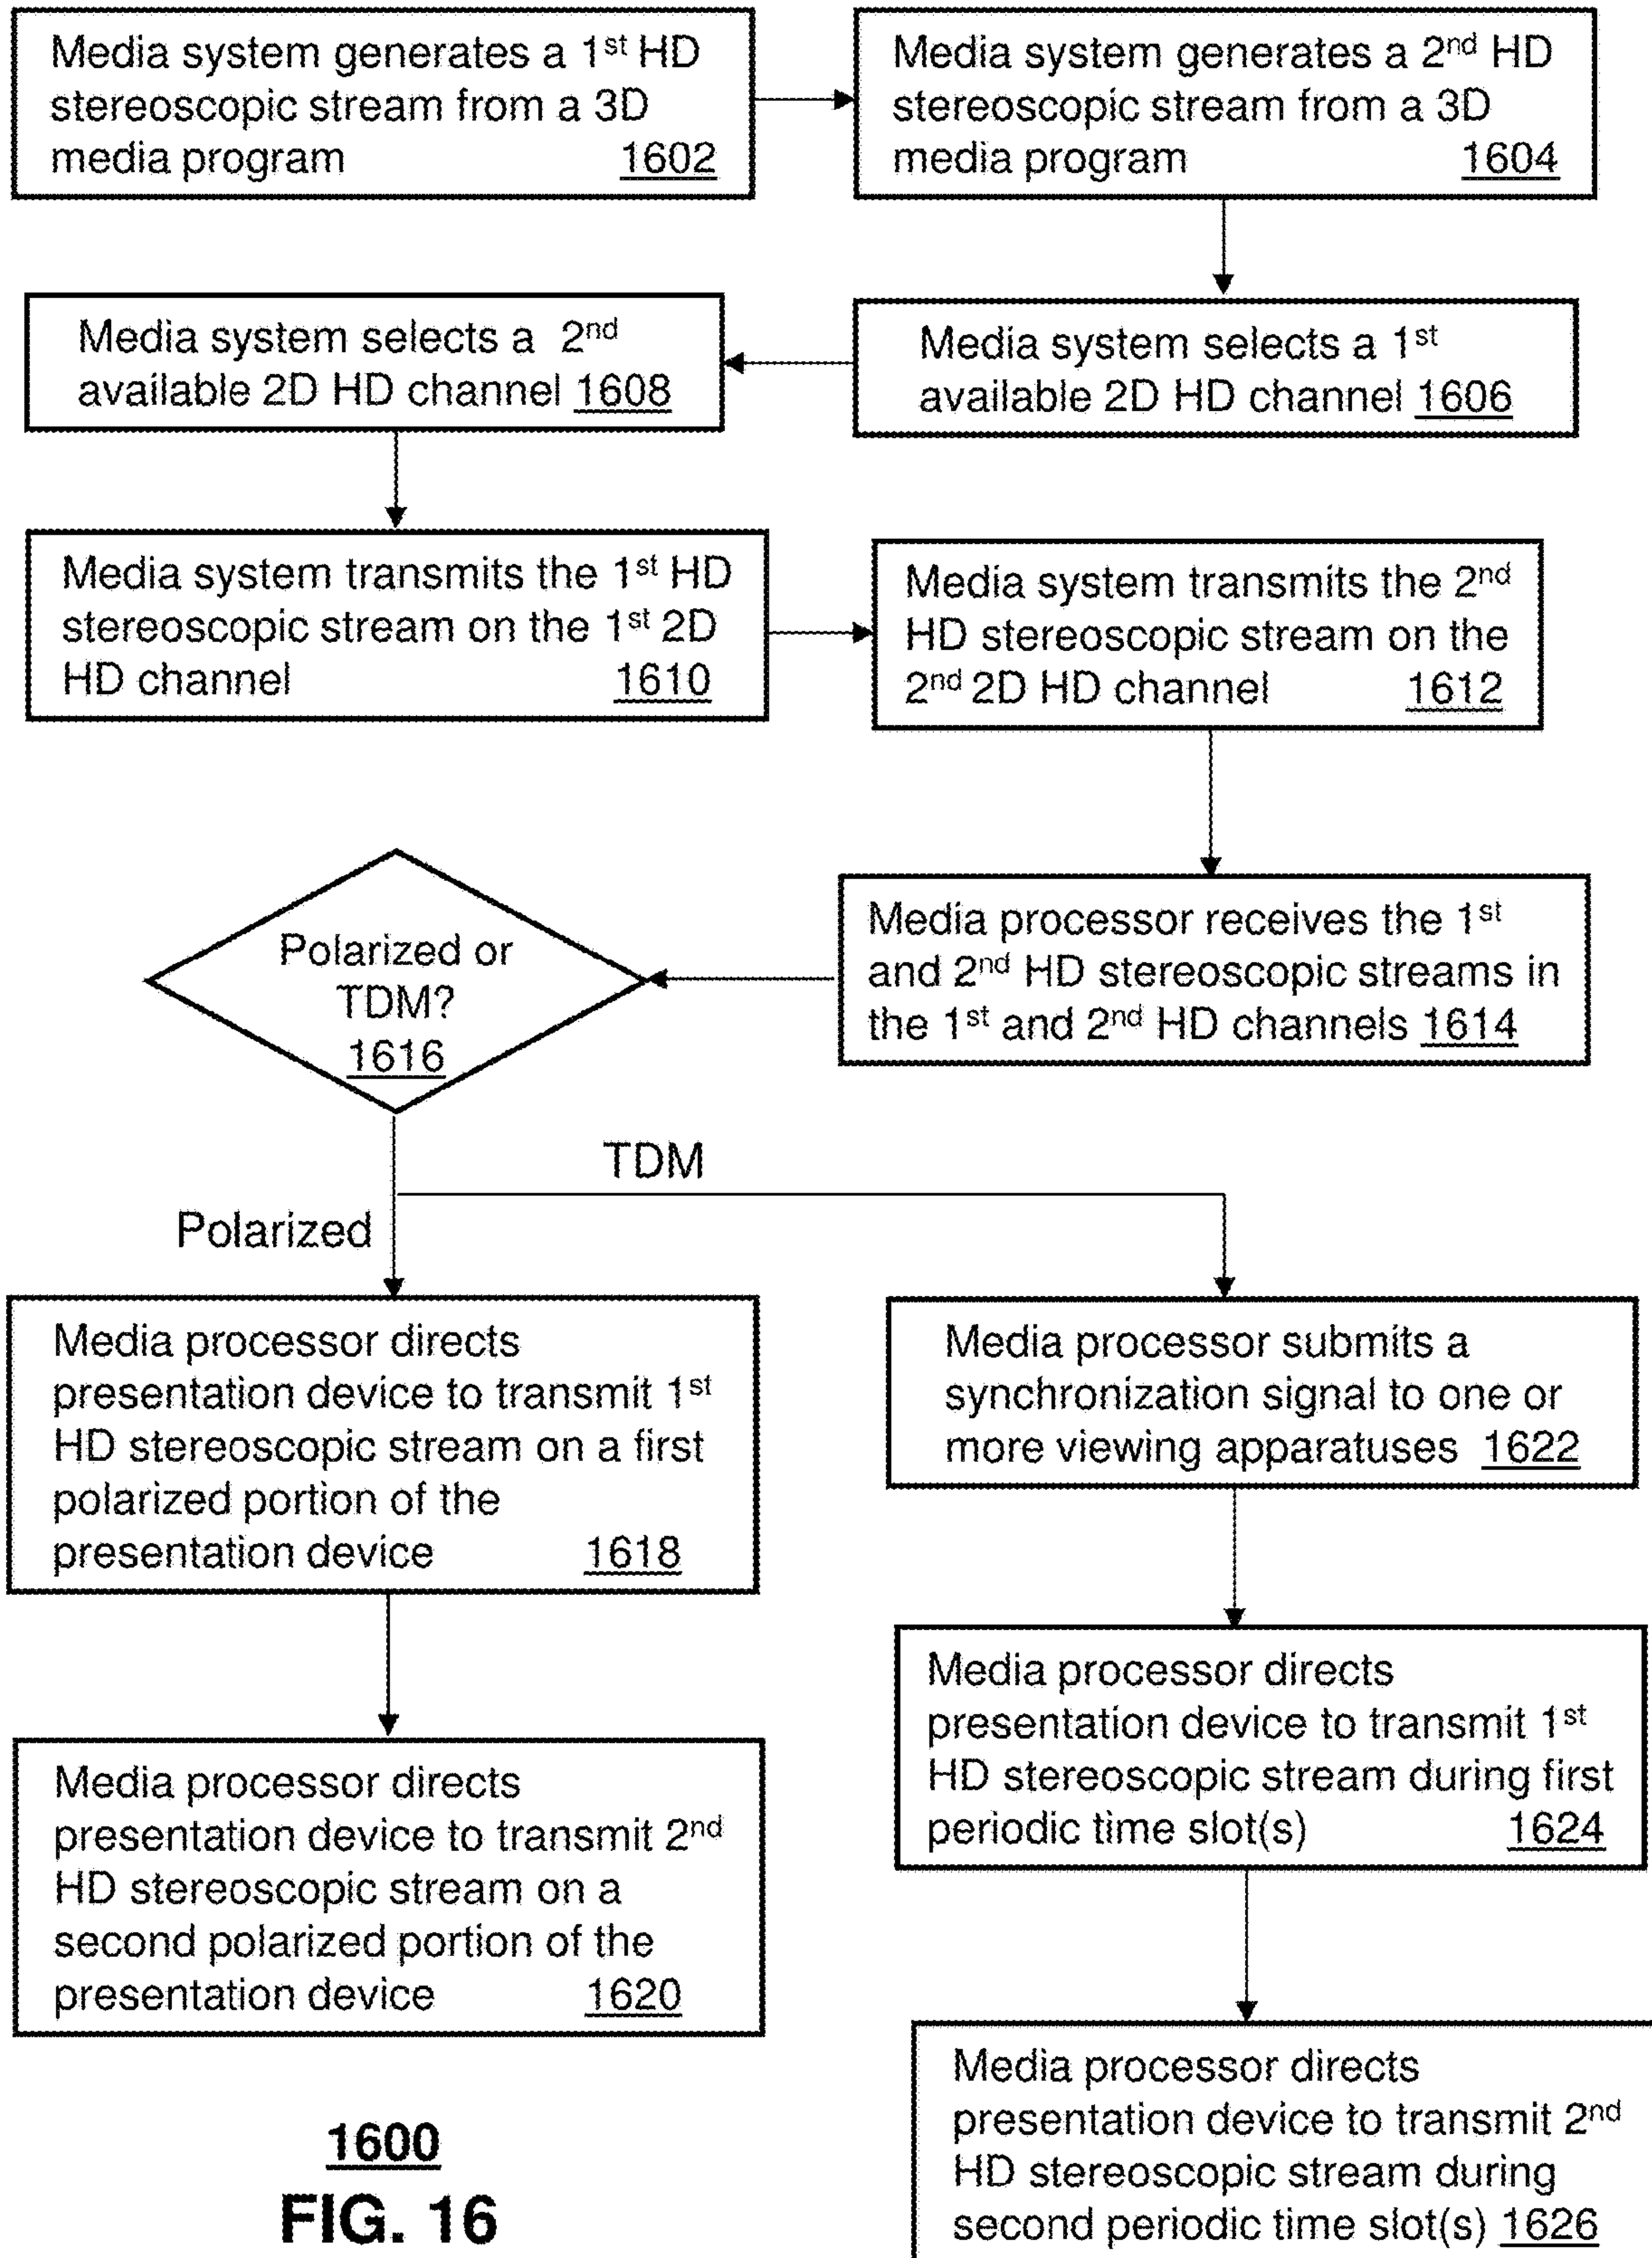 Media system generates a 1st HD
stereoscopic stream from a 3D
media program 1602
Media system generates a 2nd HD
stereoscopic stream from a 3D
media program 1604
Media system selects a 1st
available 2D HD channel 1606
Media system selects a 2nd
available 2D HD channel 1608
Media system transmits the 1st HD
stereoscopic stream on the 1st 2D
HD channel 1610
Media system transmits the 2nd
HD stereoscopic stream on the
2nd 2D HD channel 1612
Media processor receives the 1st
and 2nd HD stereoscopic streams in
the 1st and 2nd HD channels 1614
Polarized or
TDM?
1616
TDM
Polarized
Media processor directs
presentation device to transmit 1st
HD stereoscopic stream on a first
polarized portion of the
presentation device 1618
Media processor directs
presentation device to transmit 2nd
HD stereoscopic stream on a
second polarized portion of the
presentation device 1620
Media processor submits a
synchronization signal to one or
more viewing apparatuses 1622
Media processor directs
presentation device to transmit 1st
HD stereoscopic stream during first
periodic time slot(s) 1624
Media processor directs
presentation device to transmit 2nd
HD stereoscopic stream during
second periodic time slot(s) 1626
1600
FIG. 16